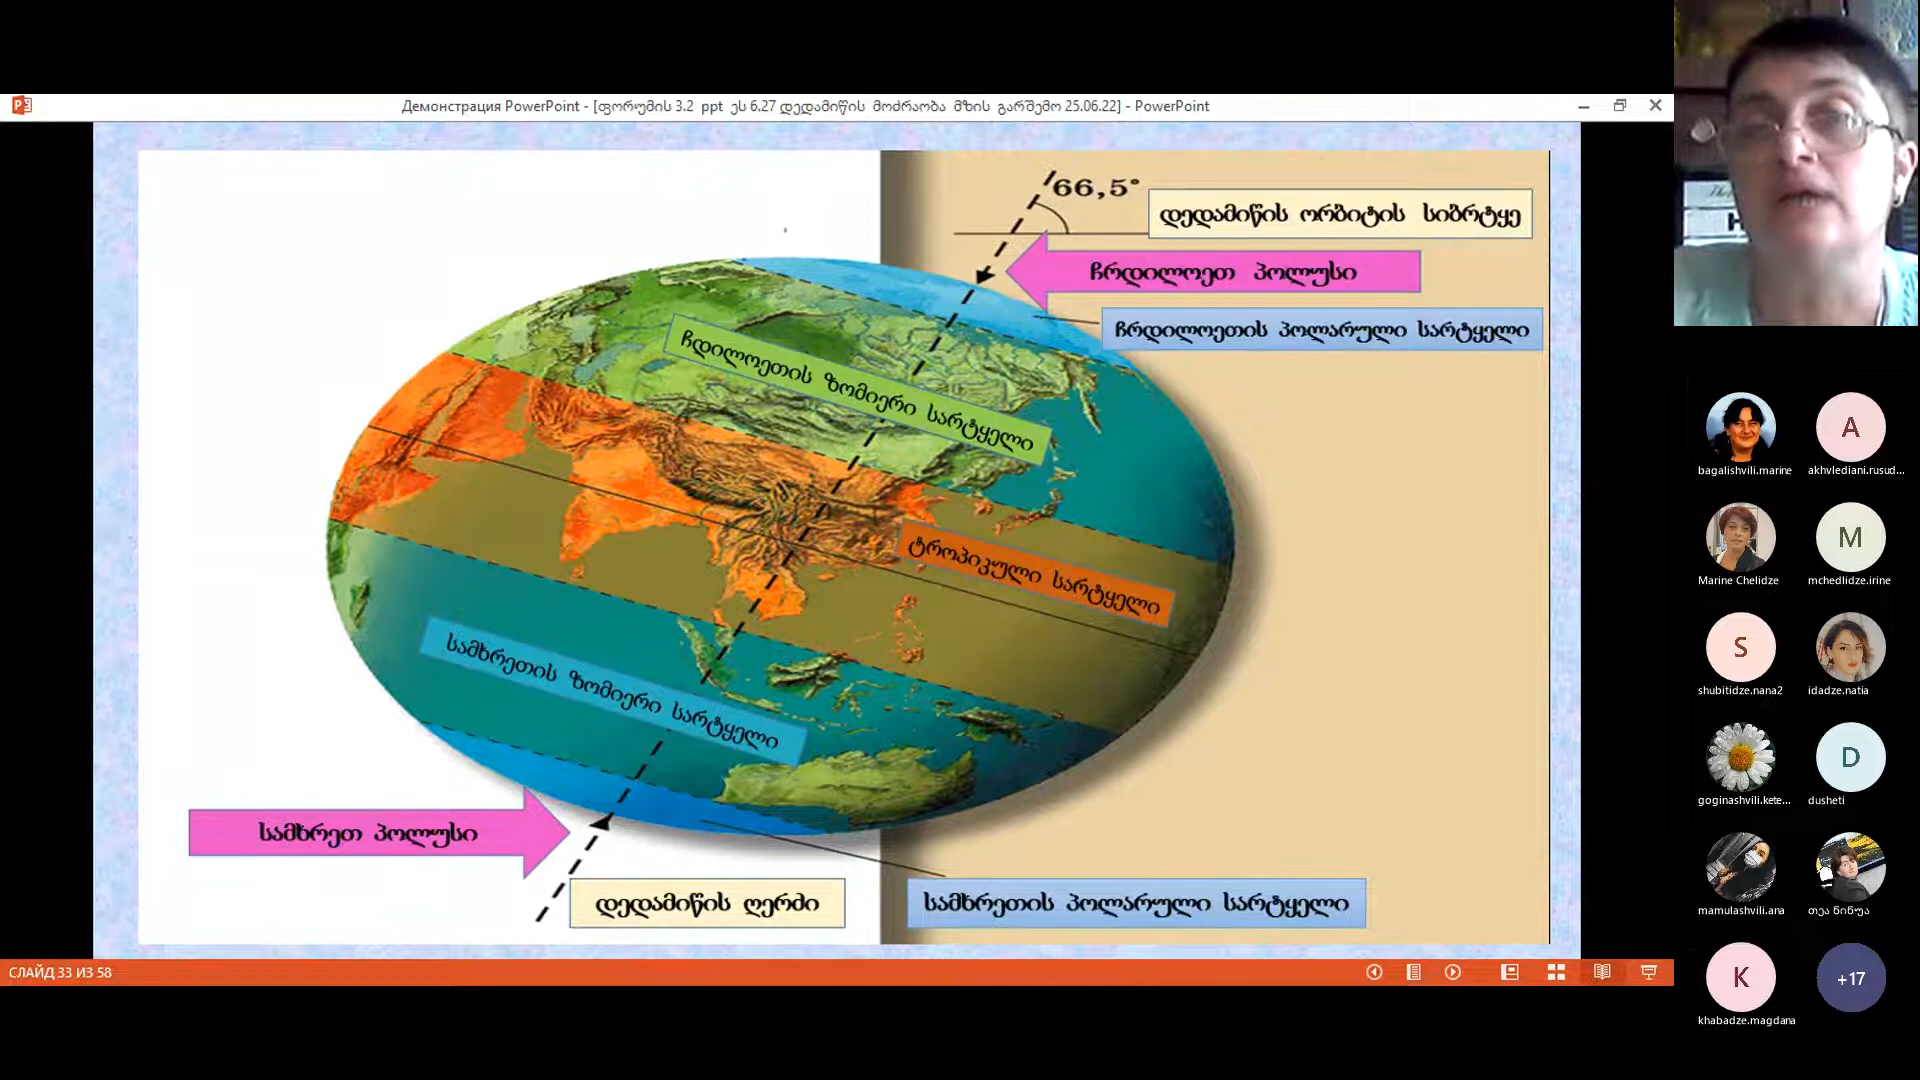 Демонстрация PowerPoint - [ფორუმის 3.2 ppt ეს 6.27 დედამიწის მოძრაობა მზის გარშემო 25.06.22] - PowerPoint
66,5°
დედამიწის ორბიტის სიბრტყე
ჩრდილოეთ პოლუსი
ჩრდილოეთის პოლარული სარტყელი
ჩდილოეთის ზომიერი სარტყელი
ტროპიკული სარტყელი
სამხრეთის ზომიერი სარტყელი
სამხრეთ პოლუსი
დედამიწის ღერძი
სამხრეთის პოლარული სარტყელი
СЛАЙД 33 ИЗ 58
bagalishvili.marine
A
akhvlediani.rusud...
Marine Chelidze
M
mchedlidze.irine
S
shubitidze.nana2
idadze.natia
goginashvili.kete...
D
dusheti
mamulashvili.ana
თეა ნინუა
K
khabadze.magdana
+17